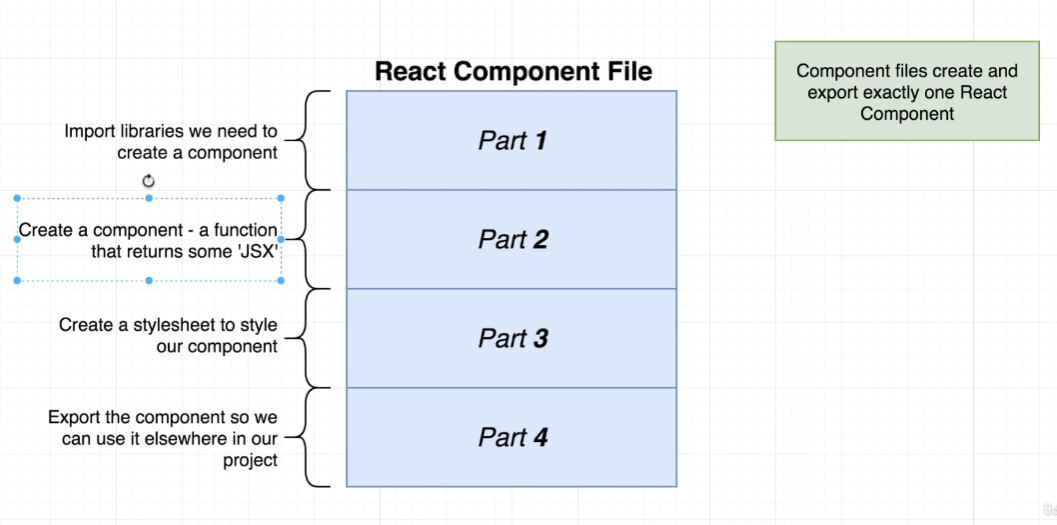 React Component File
Component files create and
export exactly one React
Component
Import libraries we need to
create a component
Part 1
Create a component - a function
that returns some 'JSX'
Part 2
Create a stylesheet to style
our component
Part 3
Export the component so we
can use it elsewhere in our
project
Part 4